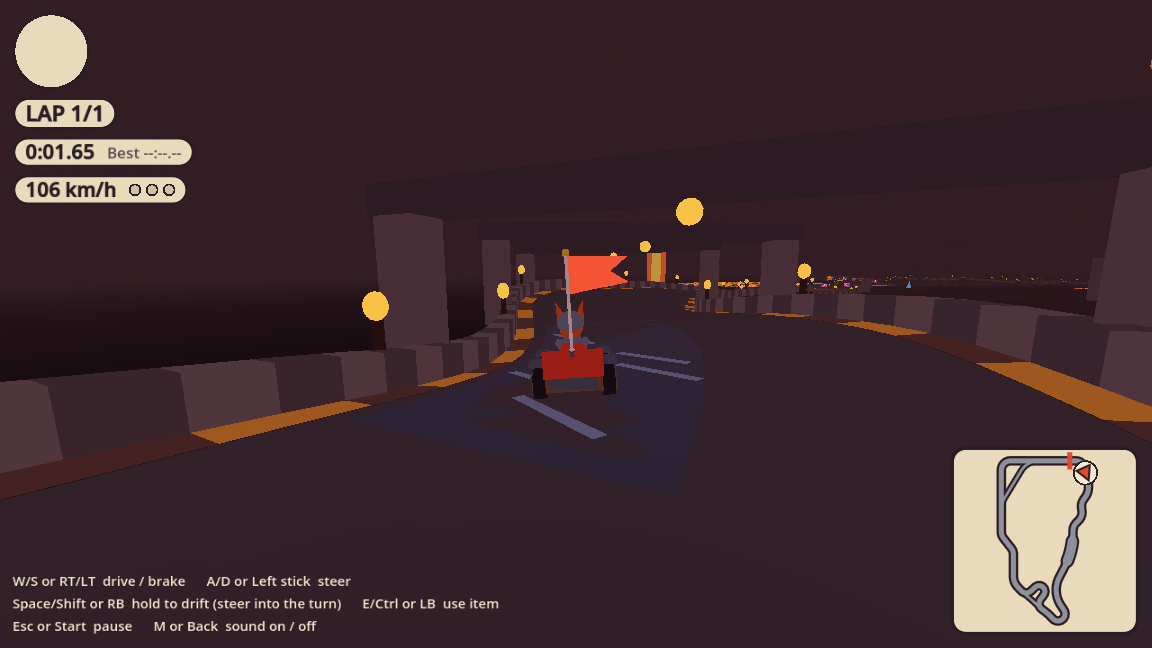 LAP 1/1
0:01.65 Best --:--.--
106 km/h
W/S or RT/LT drive / brake A/D or Left stick steer
Space/Shift or RB hold to drift (steer into the turn) E/Ctrl or LB use item
Esc or Start pause M or Back sound on / off